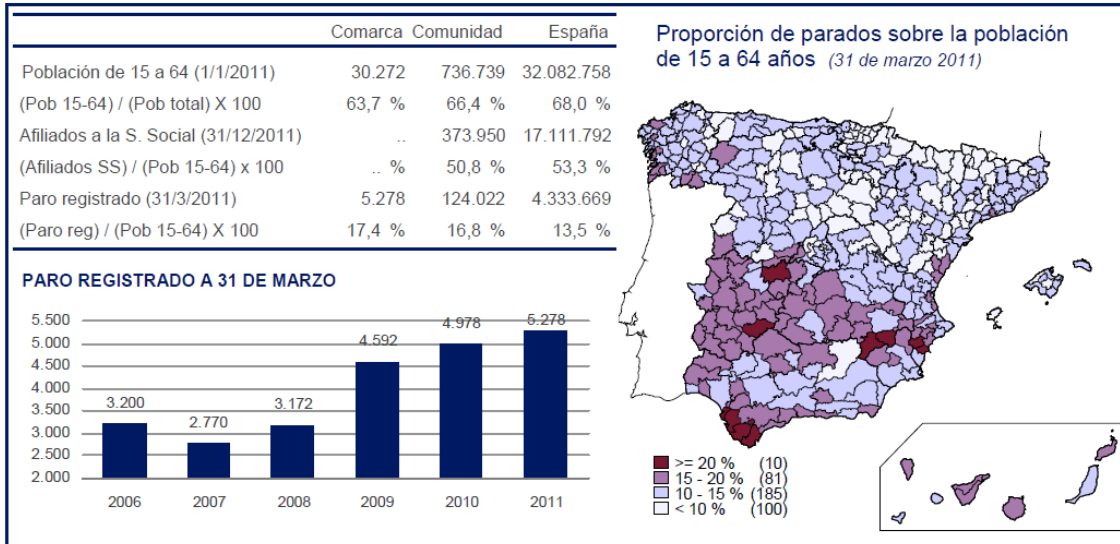 Comarca Comunidad España
Población de 15 a 64 (1/1/2011) 30.272 736.739 32.082.758
(Pob 15-64) / (Pob total) X 100 63,7 % 66,4 % 68,0 %
Afiliados a la S. Social (31/12/2011) .. 373.950 17.111.792
(Afiliados SS) / (Pob 15-64) x 100 .. % 50,8 % 53,3 %
Paro registrado (31/3/2011) 5.278 124.022 4.333.669
(Paro reg) / (Pob 15-64) X 100 17,4 % 16,8 % 13,5 %
PARO REGISTRADO A 31 DE MARZO
5.500
5.000
4.500
4.000
3.500
3.000
2.500
2.000
3.200
2.770
3.172
4.592
4.978
5.278
2006 2007 2008 2009 2010 2011
Proporción de parados sobre la población
de 15 a 64 años (31 de marzo 2011)
>= 20 % (10)
15 - 20 % (81)
10 - 15 % (185)
< 10 % (100)